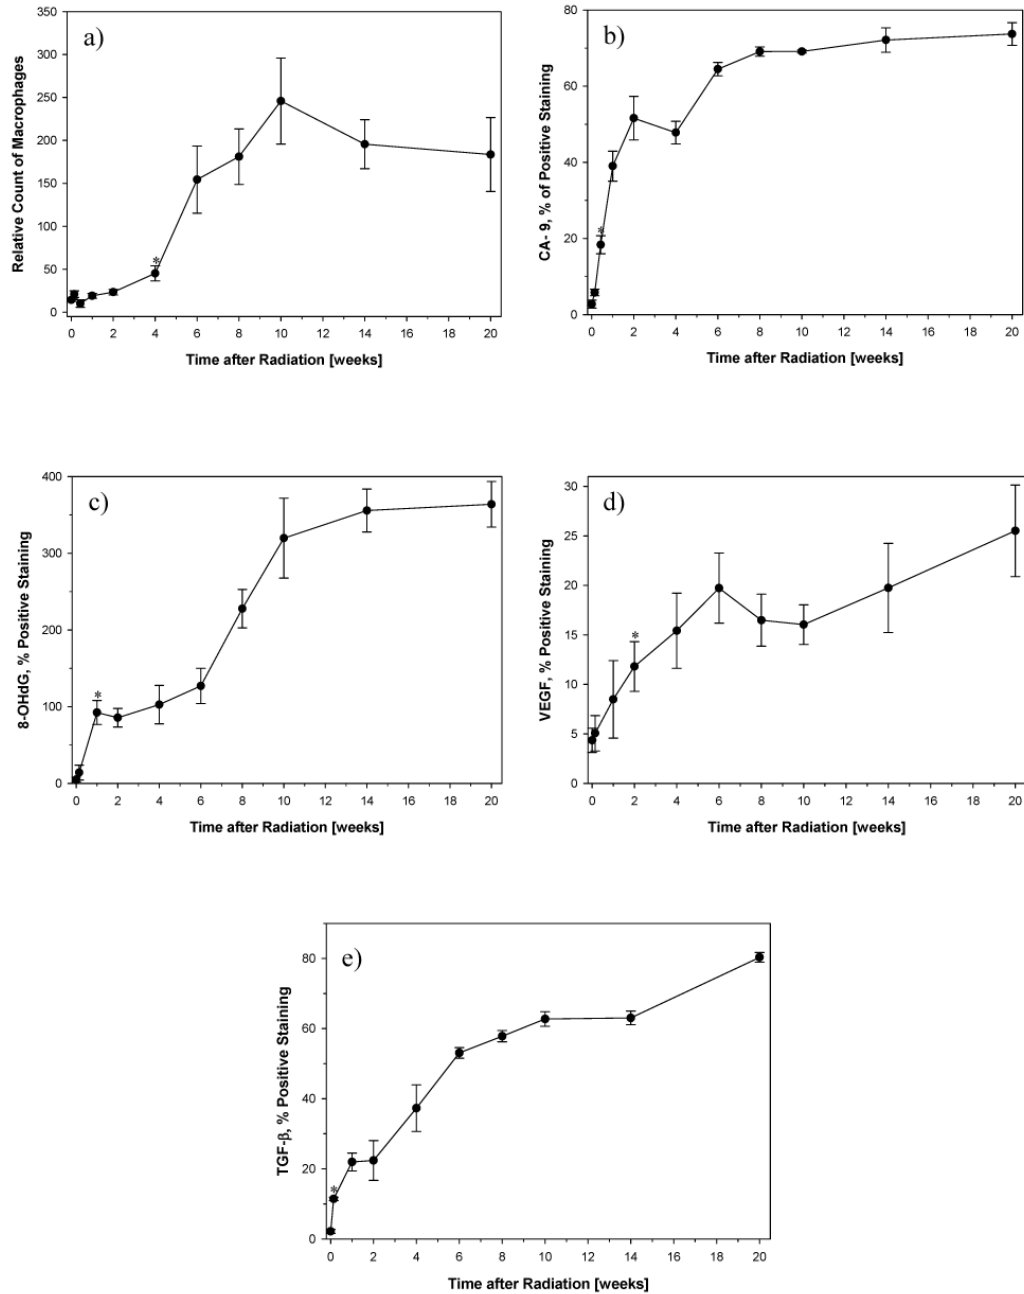 a)
Relative Count of Macrophages
350
300
250
200
150
100
50
0
*
0 2 4 6 8 10 12 14 16 18 20
Time after Radiation [weeks]
b)
CA- 9, % of Positive Staining
80
60
40
20
0
*
0 2 4 6 8 10 12 14 16 18 20
Time after Radiation [weeks]
c)
8-OHdG, % Positive Staining
400
300
200
100
0
*
0 2 4 6 8 10 12 14 16 18 20
Time after Radiation [weeks]
d)
VEGF, % Positive Staining
30
25
20
15
10
5
0
*
0 2 4 6 8 10 12 14 16 18 20
Time after Radiation [weeks]
e)
TGF-β, % Positive Staining
80
60
40
20
0
*
0 2 4 6 8 10 12 14 16 18 20
Time after Radiation [weeks]